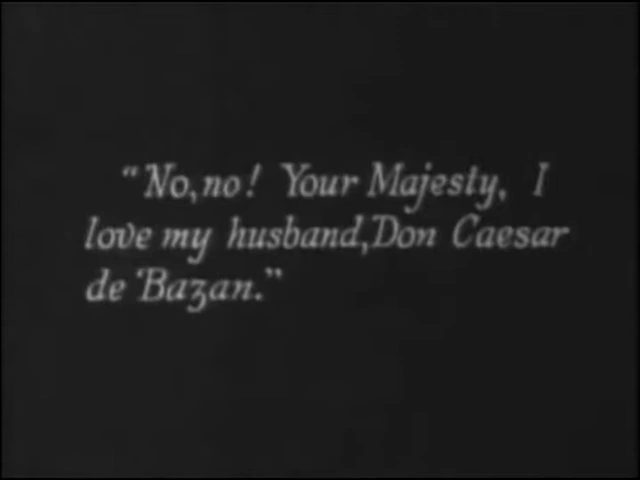 "No, no! Your Majesty, I
love my husband, Don Caesar
de Bazan."